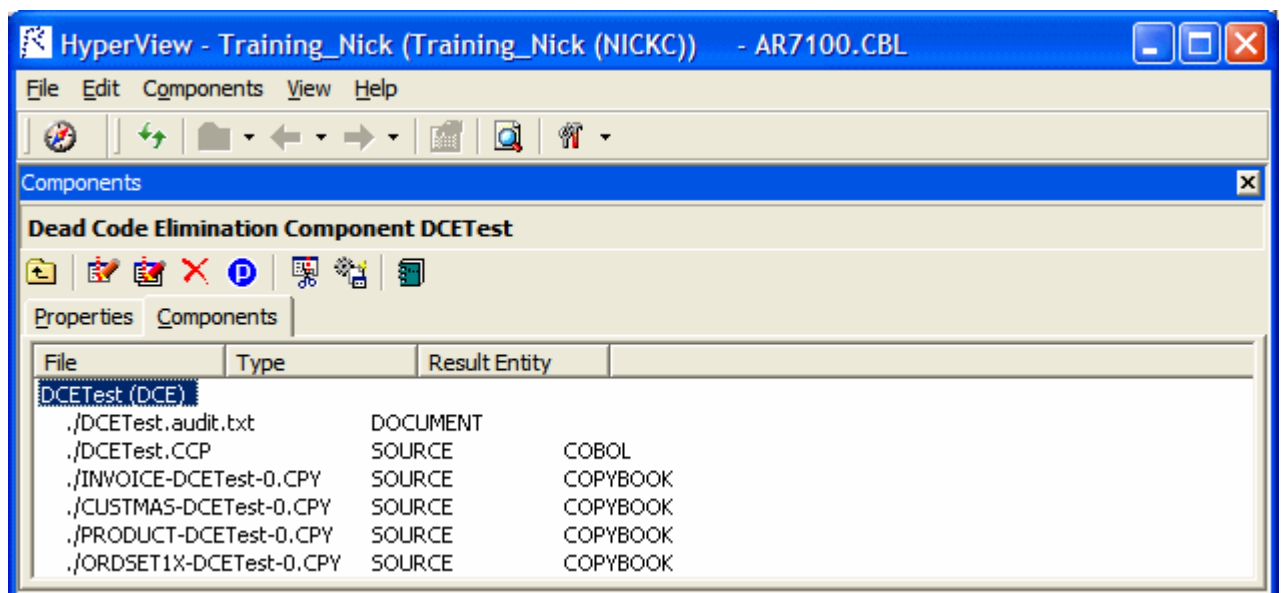 HyperView - Training_Nick (Training_Nick (NICKC)) - AR7100.CBL
File Edit Components View Help
Components
Dead Code Elimination Component DCETest
P
Properties Components
File Type Result Entity
DCETest (DCE)
./DCETest.audit.txt DOCUMENT
./DCETest.CCP SOURCE COBOL
./INVOICE-DCETest-0.CPY SOURCE COPYBOOK
./CUSTMAS-DCETest-0.CPY SOURCE COPYBOOK
./PRODUCT-DCETest-0.CPY SOURCE COPYBOOK
./ORDSET1X-DCETest-0.CPY SOURCE COPYBOOK